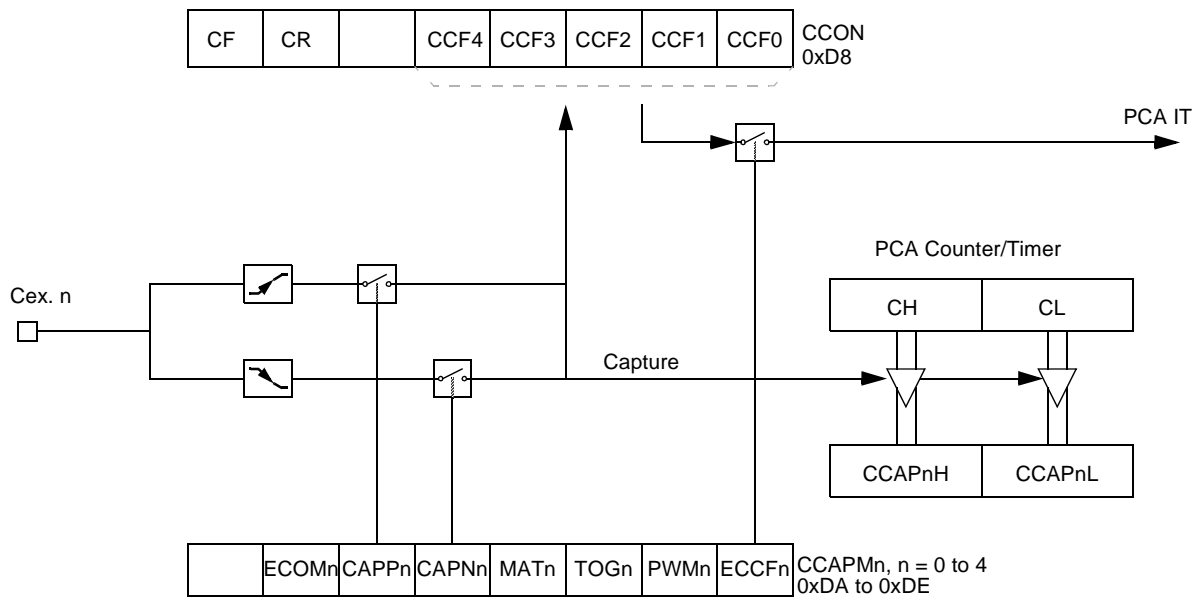 CF CR CCF4 CCF3 CCF2 CCF1 CCF0 CCON
0xD8
PCA IT
PCA Counter/Timer
Cex. n
CH CL
Capture
CCAPnH CCAPnL
ECOMn CAPPn CAPNn MATn TOGn PWMn ECCFn CCAPMn, n = 0 to 4
0xDA to 0xDE